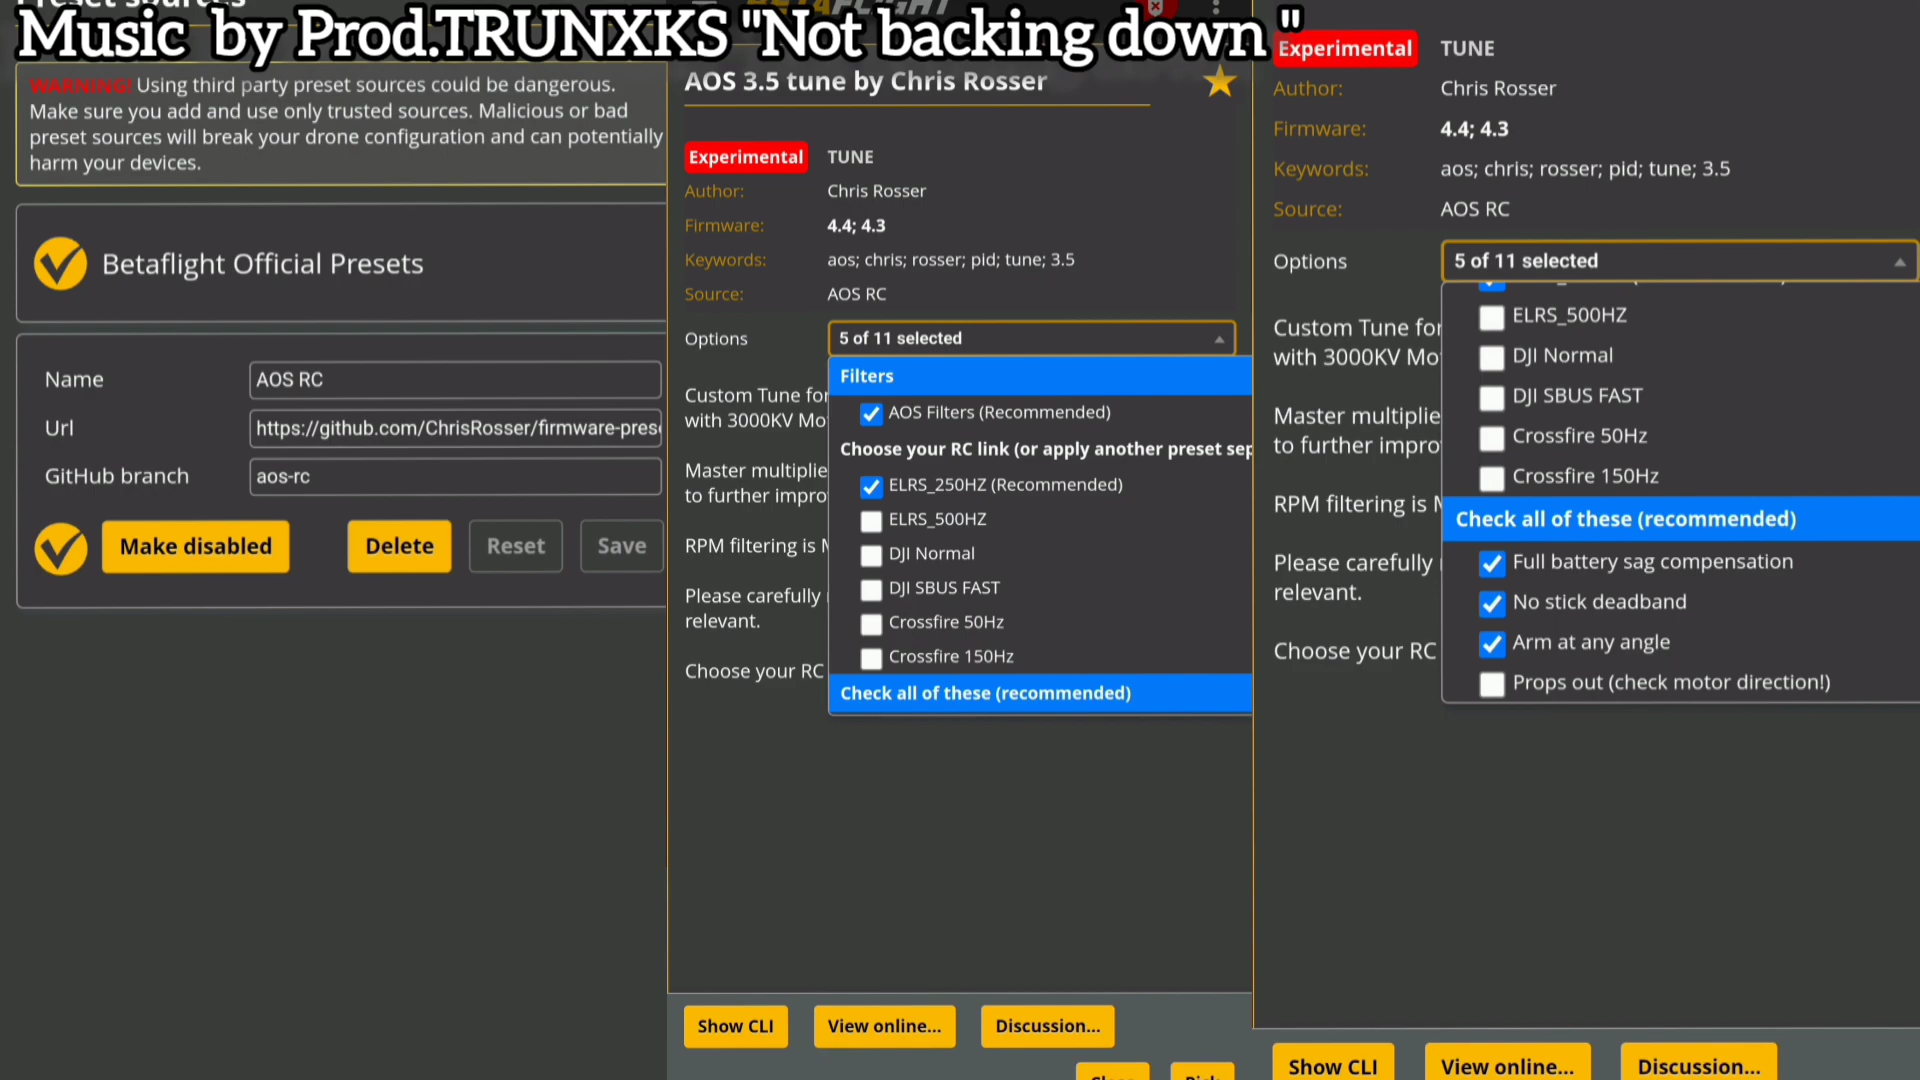 Preset sources
Music by Prod.TRUNXKS "Not backing down "
WARNING! Using third party preset sources could be dangerous.
Make sure you add and use only trusted sources. Malicious or bad
preset sources will break your drone configuration and can potentially
harm your devices.
Betaflight Official Presets
Name
AOS RC
Url
https://github.com/ChrisRosser/firmware-prese
GitHub branch
aos-rc
Make disabled
Delete
Reset
Save
BETAFLIGHT
AOS 3.5 tune by Chris Rosser
Experimental TUNE
Author: Chris Rosser
Firmware: 4.4; 4.3
Keywords: aos; chris; rosser; pid; tune; 3.5
Source: AOS RC
Options 5 of 11 selected
Filters
AOS Filters (Recommended)
Choose your RC link (or apply another preset sep
ELRS_250HZ (Recommended)
ELRS_500HZ
DJI Normal
DJI SBUS FAST
Crossfire 50Hz
Crossfire 150Hz
Check all of these (recommended)
Custom Tune for
with 3000KV Mo
Master multiplie
to further impro
RPM filtering is M
Please carefully
relevant.
Choose your RC
Show CLI
View online...
Discussion...
Experimental TUNE
Author: Chris Rosser
Firmware: 4.4; 4.3
Keywords: aos; chris; rosser; pid; tune; 3.5
Source: AOS RC
Options 5 of 11 selected
ELRS_500HZ
DJI Normal
DJI SBUS FAST
Crossfire 50Hz
Crossfire 150Hz
Check all of these (recommended)
Full battery sag compensation
No stick deadband
Arm at any angle
Props out (check motor direction!)
Custom Tune for
with 3000KV Mo
Master multiplie
to further impro
RPM filtering is M
Please carefully
relevant.
Choose your RC
Show CLI
View online...
Discussion...